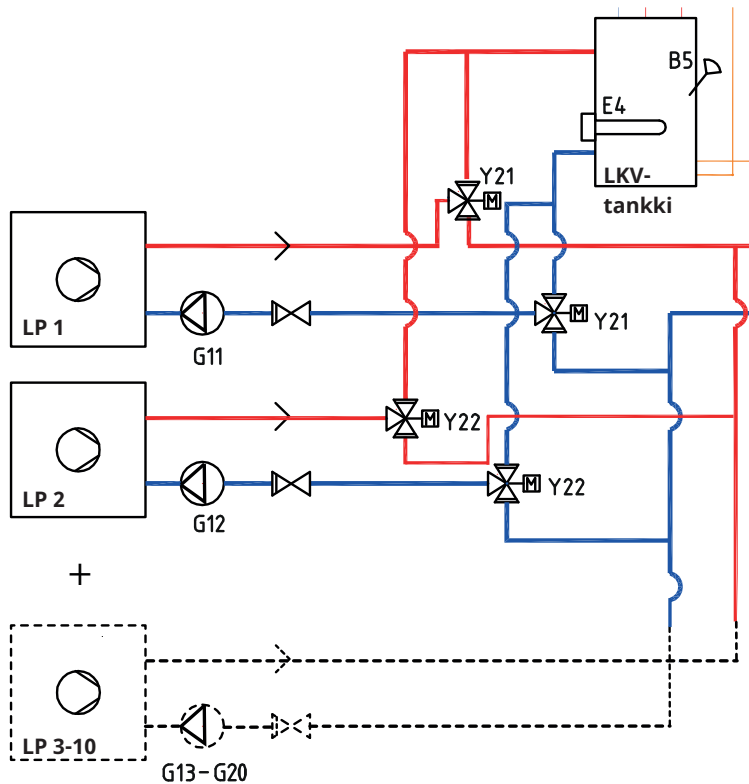 B5
E4
LKV-
tankki
Y21
M
LP 1
G11
M
Y21
LP 2
G12
M
Y22
M
Y22
+
LP 3-10
G13-G20